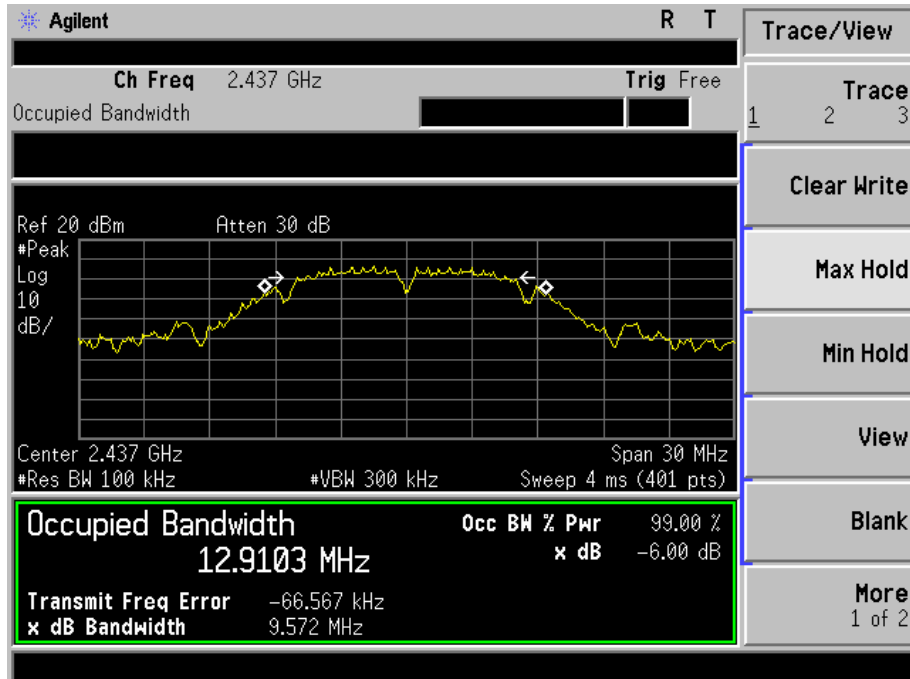 Agilent R T
Ch Freq 2.437 GHz Trig Free
Occupied Bandwidth
Ref 20 dBm Atten 30 dB
#Peak
Log
10
dB/
Center 2.437 GHz Span 30 MHz
#Res BW 100 kHz #VBW 300 kHz Sweep 4 ms (401 pts)
Occupied Bandwidth
12.9103 MHz
Occ BW % Pwr 99.00 %
x dB -6.00 dB
Transmit Freq Error -66.567 kHz
x dB Bandwidth 9.572 MHz
Trace/View
Trace
1 2 3
Clear Write
Max Hold
Min Hold
View
Blank
More
1 of 2